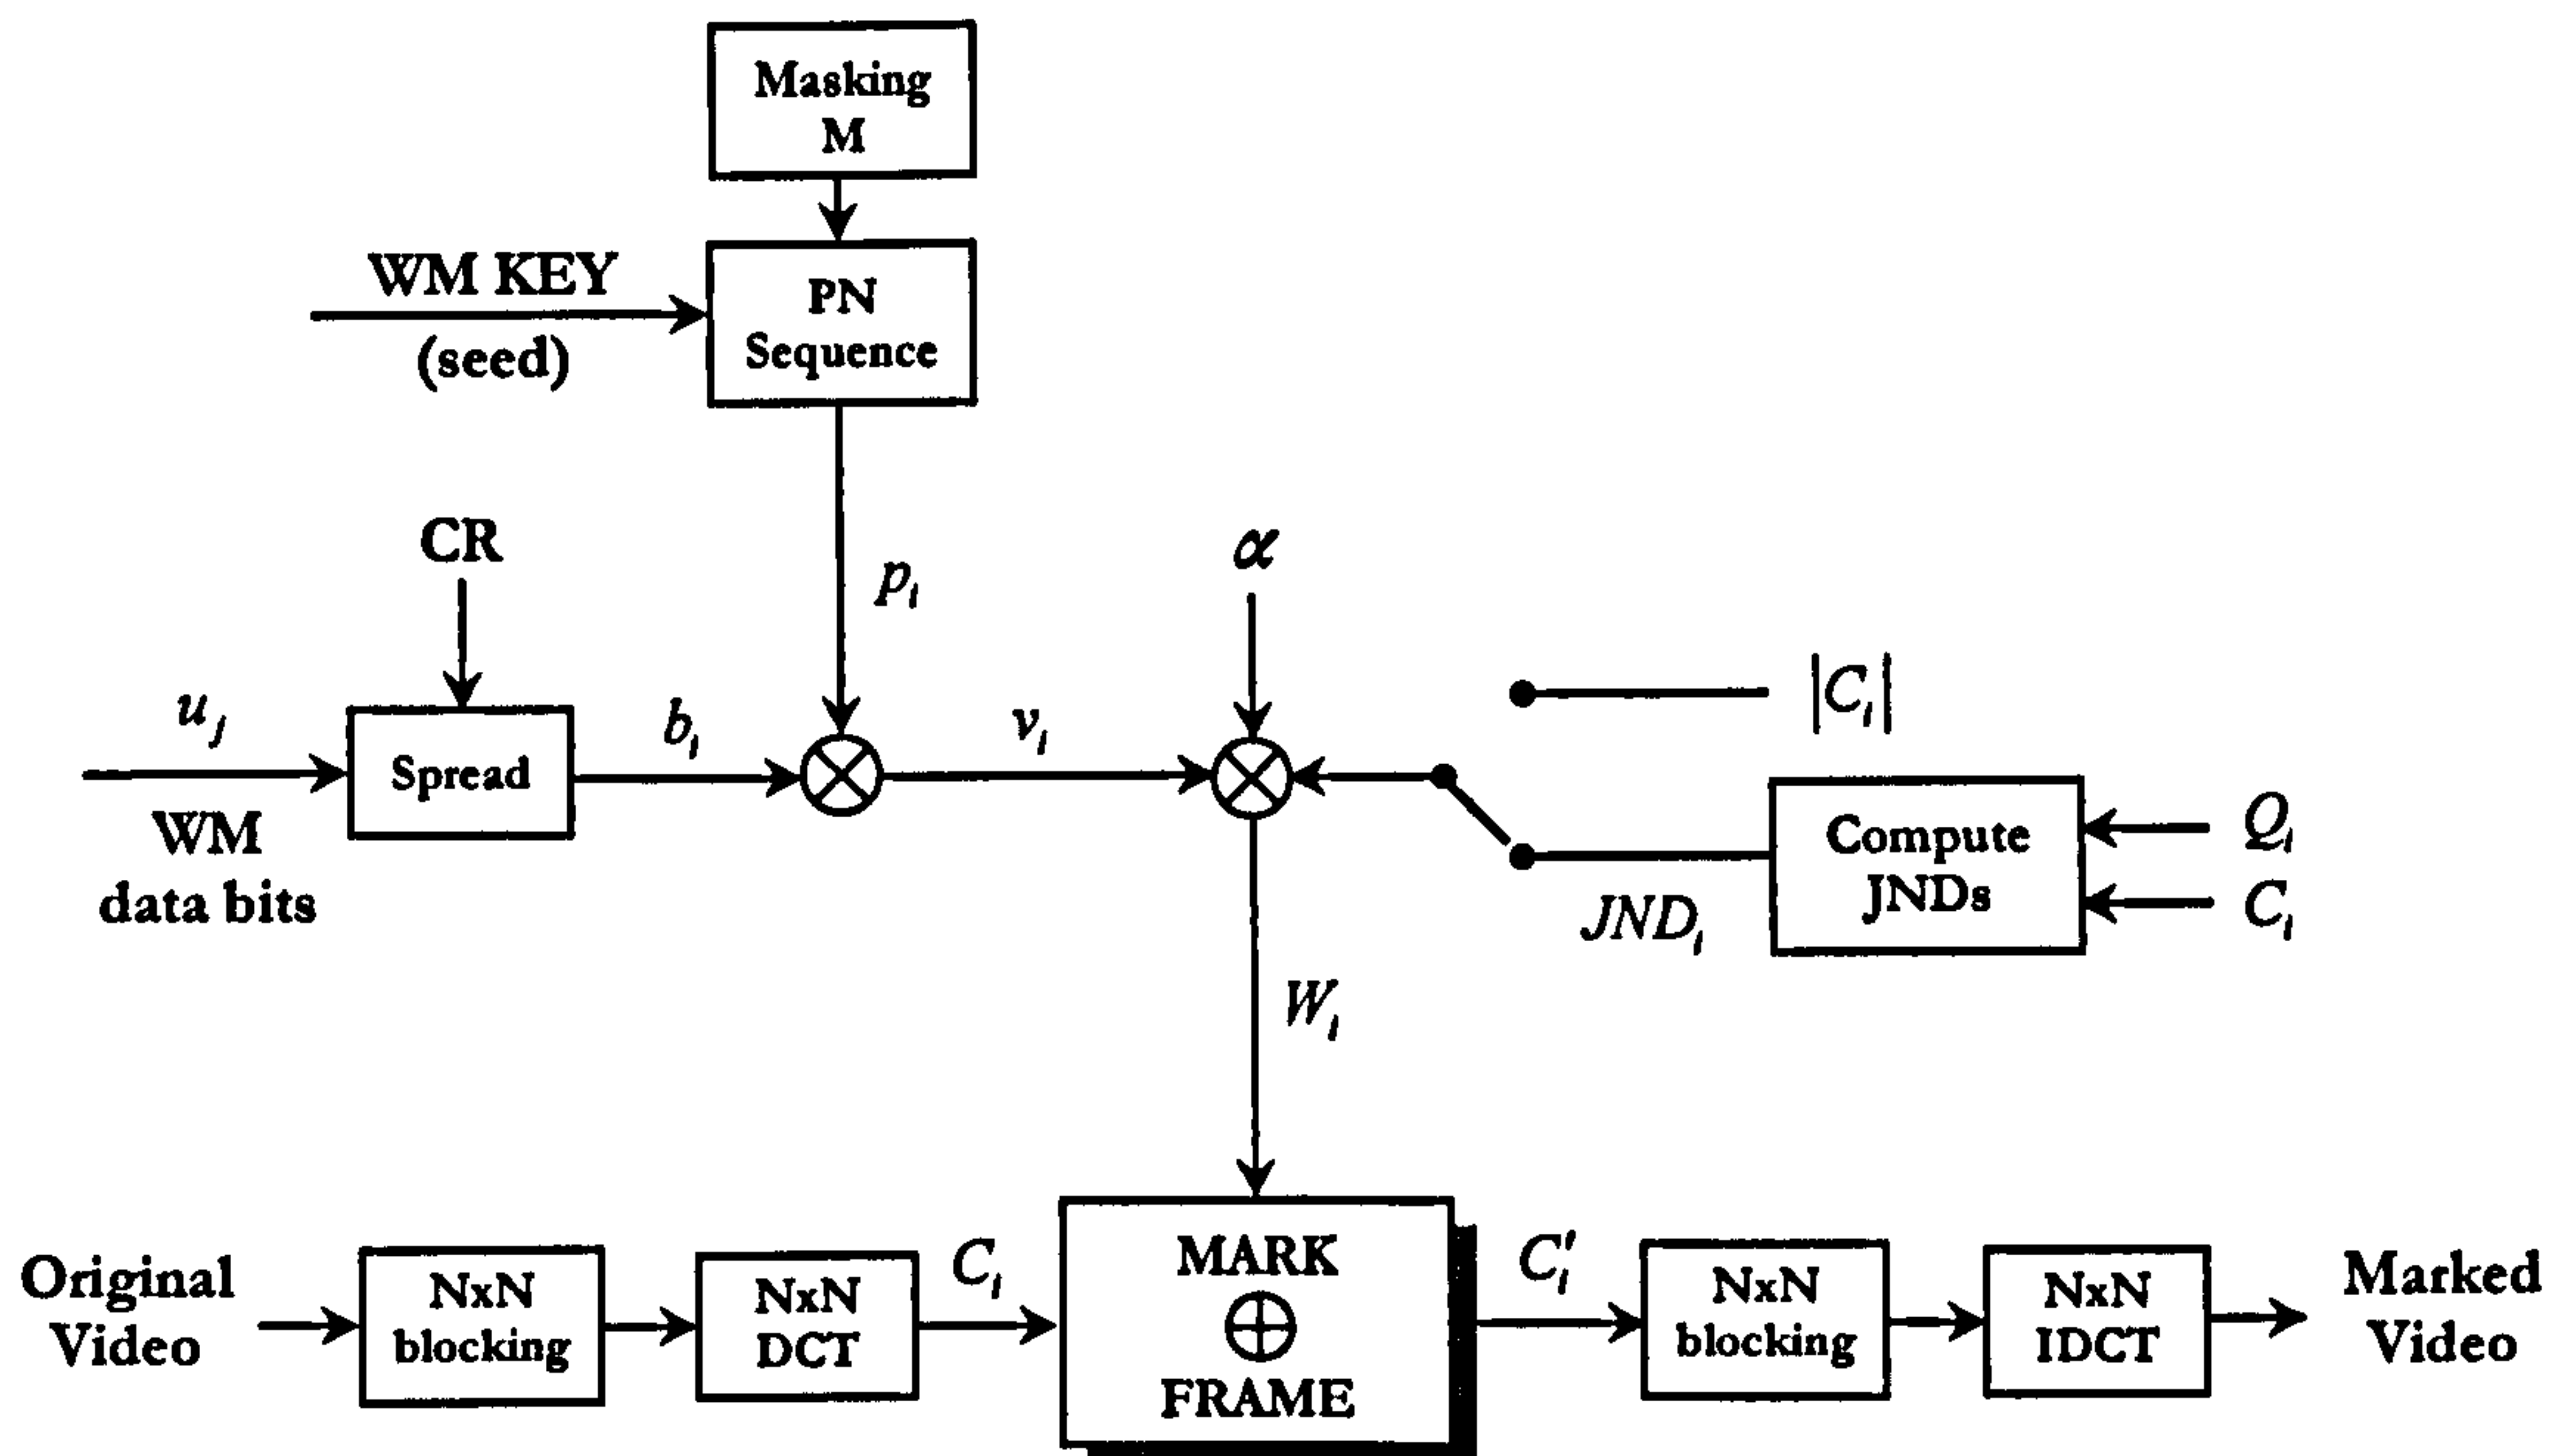 Masking
M
WM KEY
(seed)
PN
Sequence
CR
p_i
α
u_j
Spread
b_i
v_i
|C_i|
WM
data bits
Compute
JNDs
Q_i
C_i
JND_i
W_i
Original
Video
NxN
blocking
NxN
DCT
C_i
MARK
⊕
FRAME
C'_i
NxN
blocking
NxN
IDCT
Marked
Video